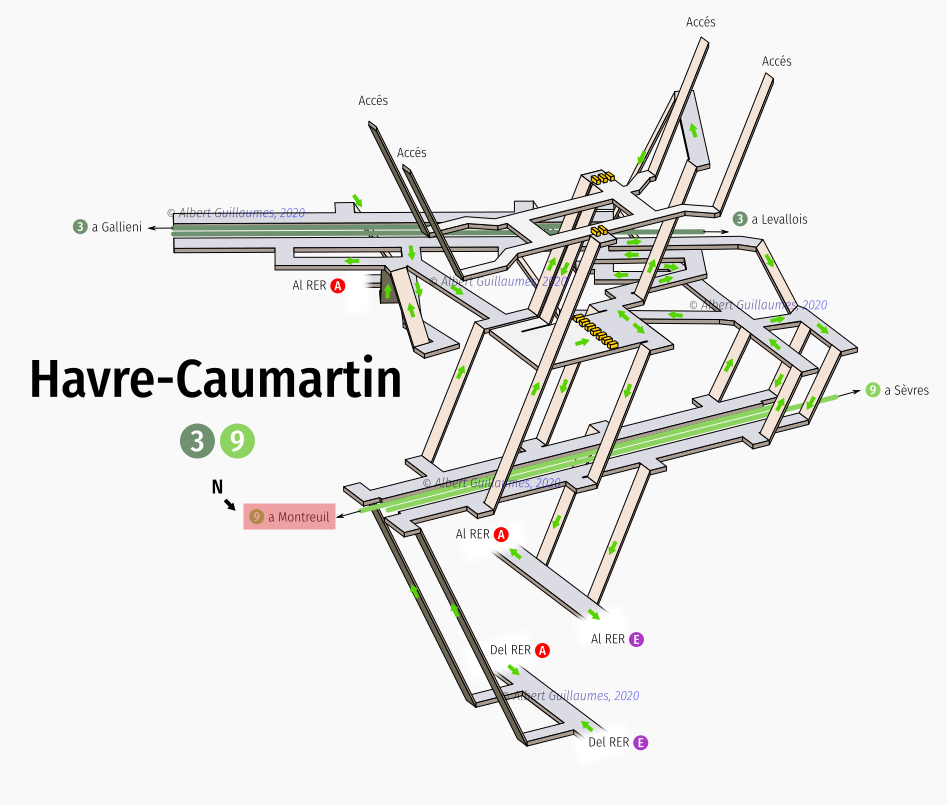 Accés
Accés
Accés
Accés
© Albert Guillaumes, 2020
3 a Gallieni
3 a Levallois
Al RER A
© Albert Guillaumes, 2020
© Albert Guillaumes, 2020
Havre-Caumartin
3 9
9 a Sèvres
© Albert Guillaumes, 2020
N
9 a Montreuil
Al RER A
Al RER E
Del RER A
© Albert Guillaumes, 2020
Del RER E